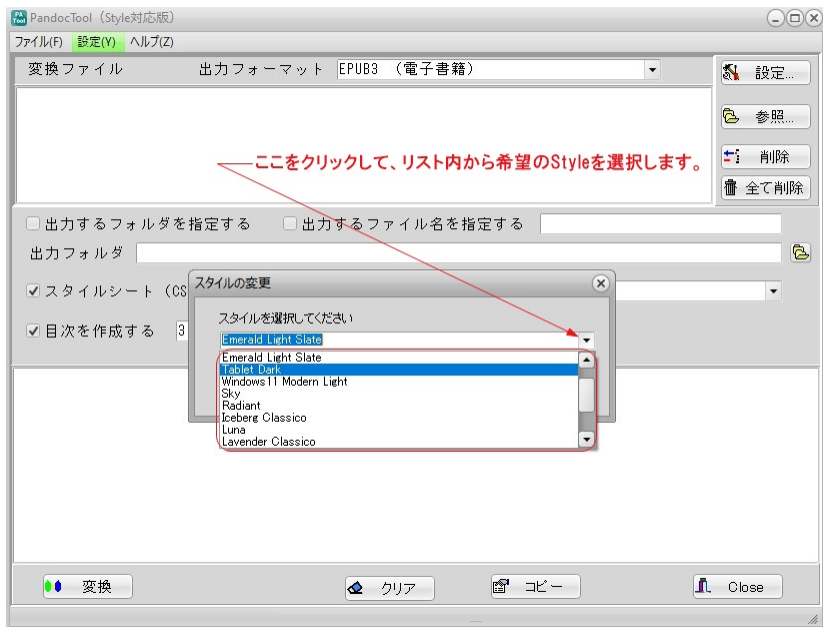 PA
Tool
PandocTool（Style対応版）
ファイル(F) 設定(Y) ヘルプ(Z)
変換ファイル 出力フォーマット EPUB3 （電子書籍） 設定...
参照...
ここをクリックして、リスト内から希望のStyleを選択します。
削除
全て削除
出力するフォルダを指定する 出力するファイル名を指定する
出力フォルダ
スタイルの変更
スタイルシート（CS
スタイルを選択してください
目次を作成する 3
Emerald Light Slate
Emerald Light Slate
Tablet Dark
Windows11 Modern Light
Sky
Radiant
Iceberg Classico
Luna
Lavender Classico
変換 クリア コピー Close